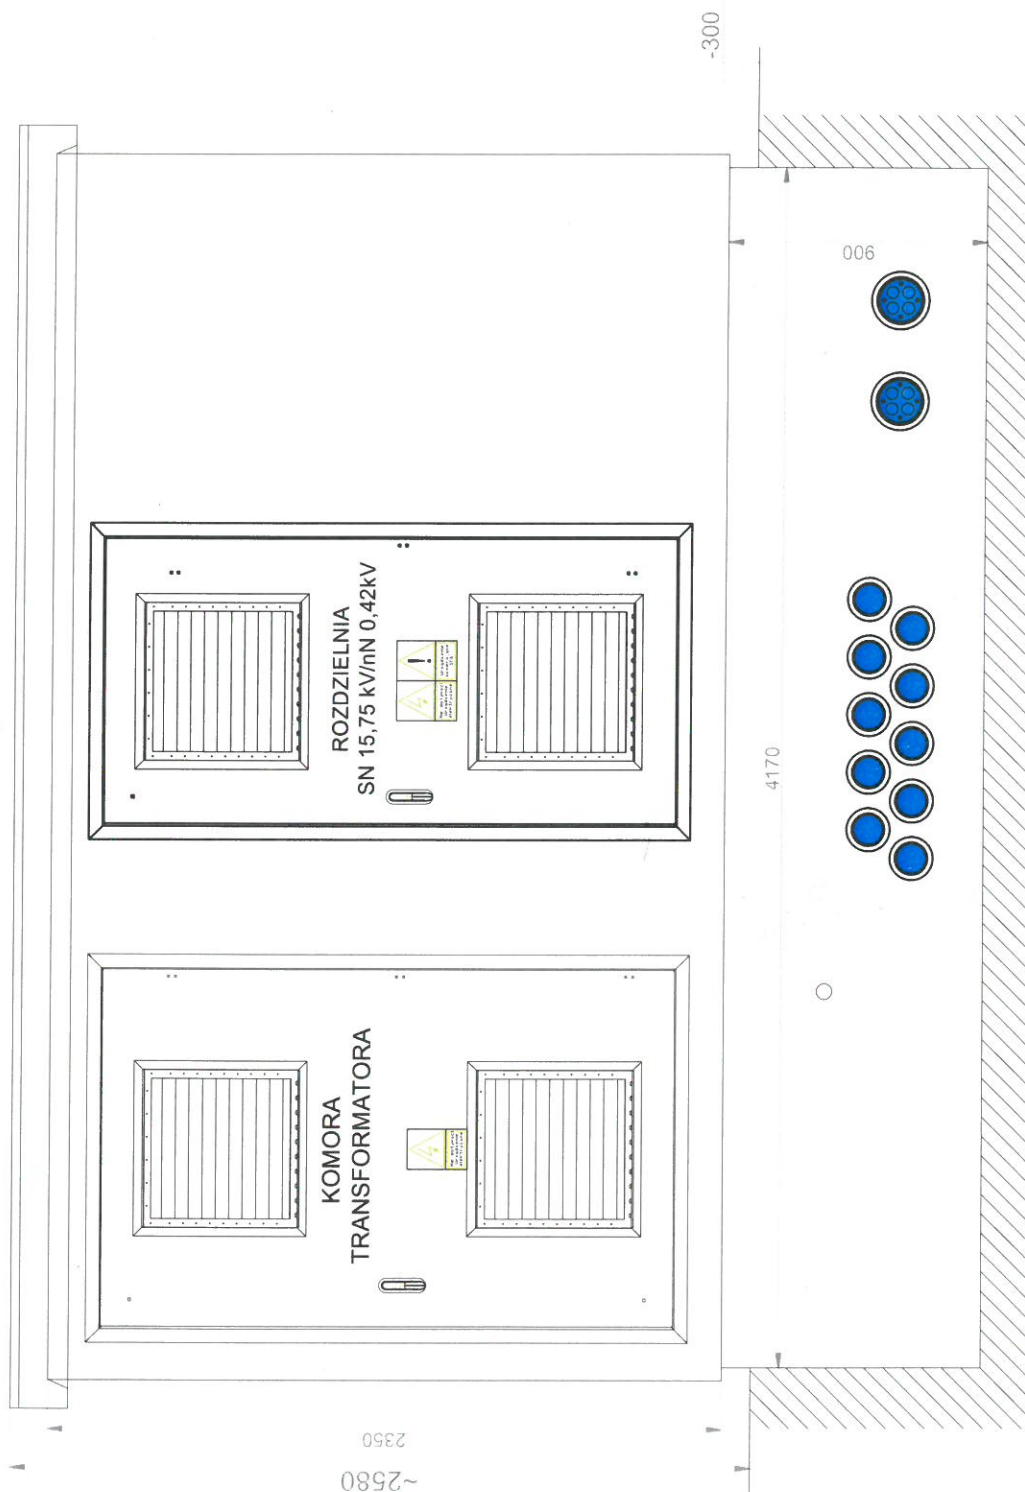 KOMORA
TRANSFORMATORA
ROZDZIELNIA
SN 15,75 kV/nN 0,42kV
-300
900
4170
2350
~2580